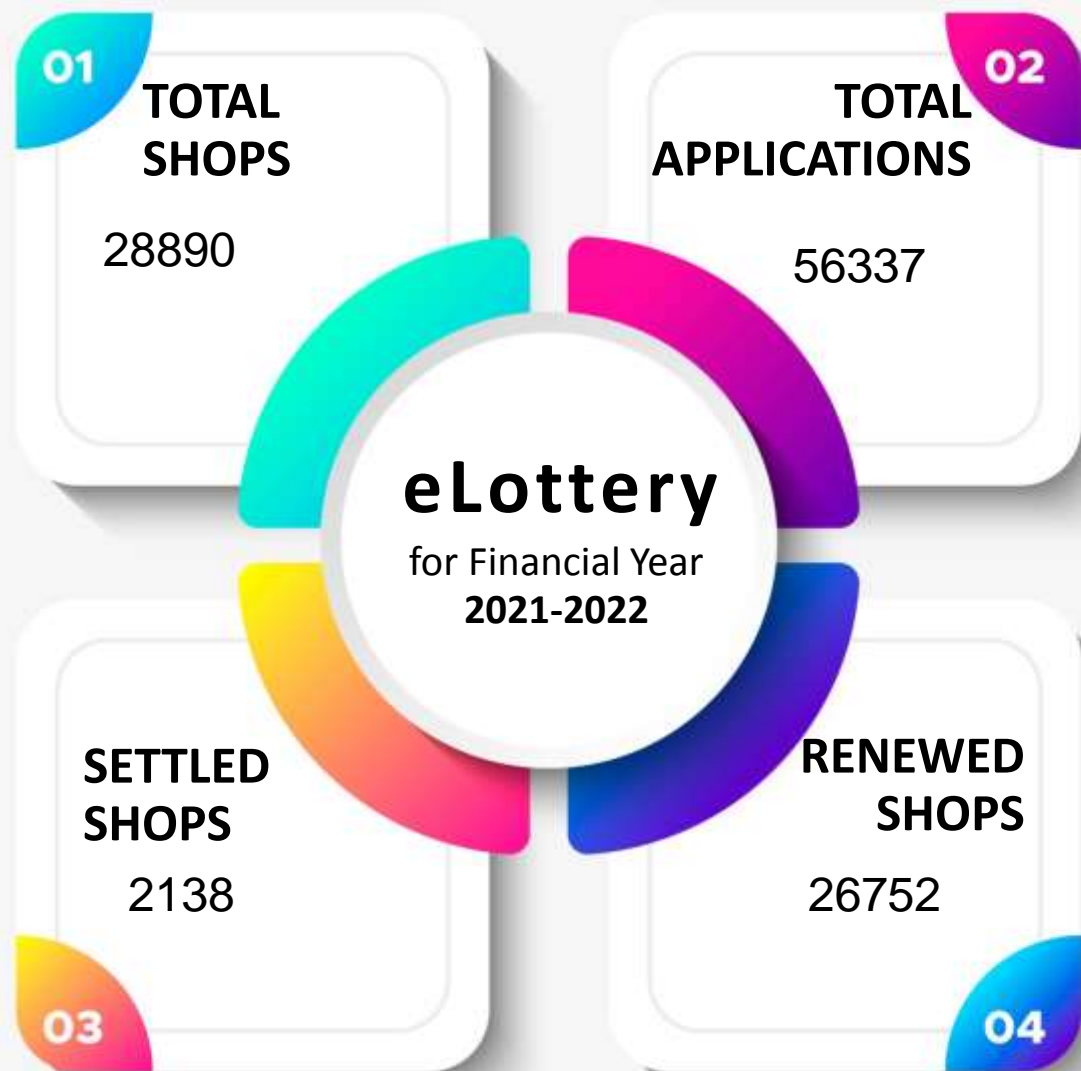 01
TOTAL
SHOPS
28890
02
TOTAL
APPLICATIONS
56337
eLottery
for Financial Year
2021-2022
SETTLED
SHOPS
2138
03
RENEWED
SHOPS
26752
04